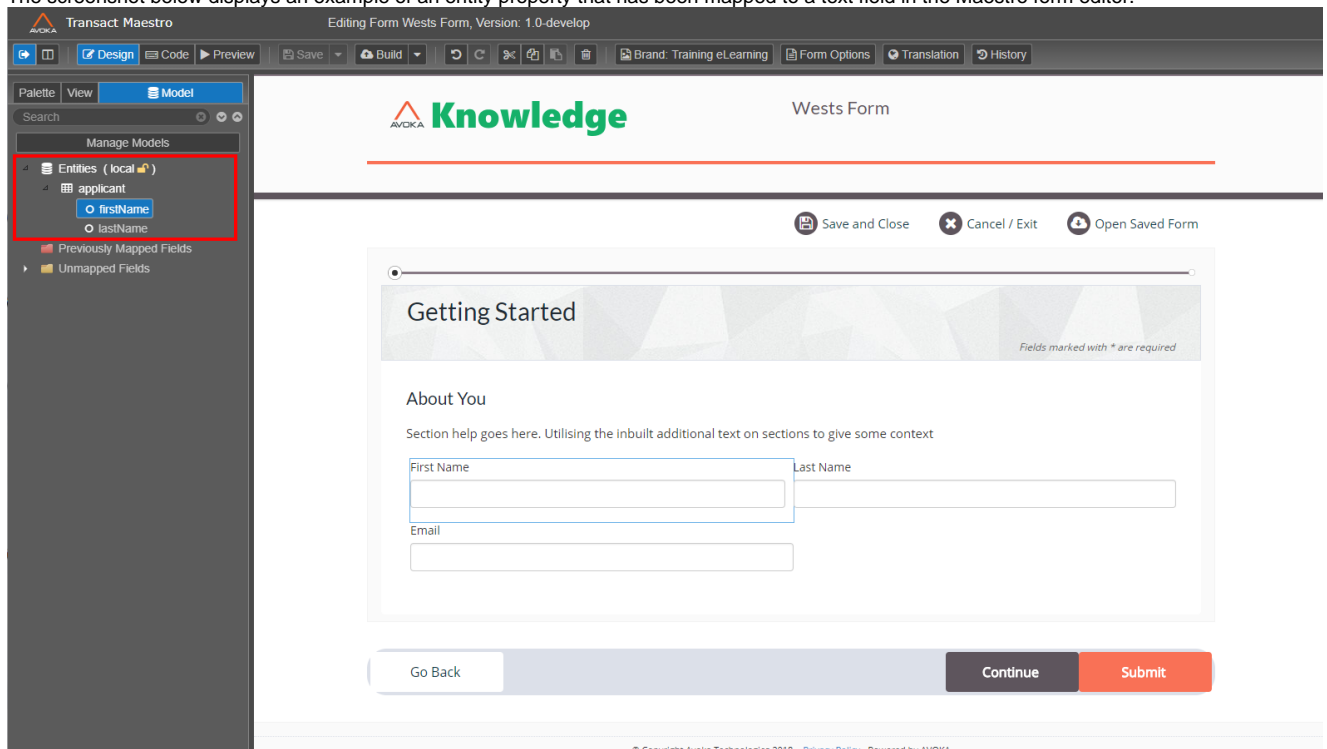 The screenshot below displays an example of an entity property that has been mapped to a text field in the Maestro form editor.
AVOKA Transact Maestro Editing Form Wests Form, Version: 1.0-develop
Design Code Preview Save Build Brand: Training eLearning Form Options Translation History
Palette View Model
Search
Manage Models
Entities ( local )
applicant
firstName
lastName
Previously Mapped Fields
Unmapped Fields
AVOKA Knowledge Wests Form
Save and Close Cancel / Exit Open Saved Form
Getting Started
Fields marked with * are required
About You
Section help goes here. Utilising the inbuilt additional text on sections to give some context
First Name Last Name
Email
Go Back Continue Submit